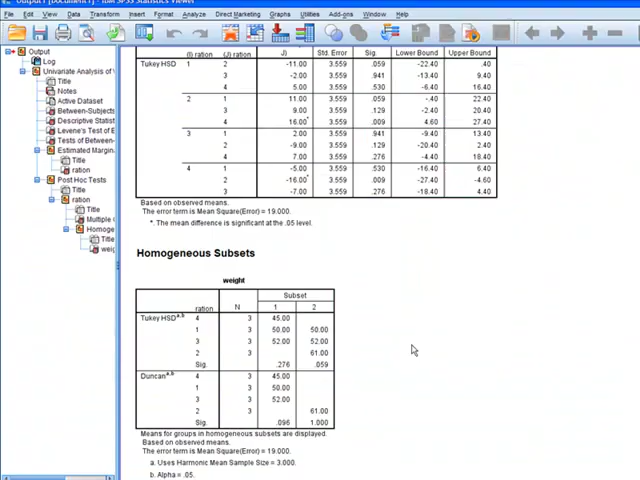 Output1 [Document1] - IBM SPSS Statistics Viewer
File Edit View Data Transform Insert Format Analyze Direct Marketing Graphs Utilities Add-ons Window Help
Output
Log
Univariate Analysis of V
Title
Notes
Active Dataset
Between-Subjects
Descriptive Statist
Levene's Test of E
Tests of Between
Estimated Margin
Title
ration
Post Hoc Tests
Title
ration
Title
Multiple
Homoge
Title
weig
(I) ration (J) ration J) Std. Error Sig. Lower Bound Upper Bound
Tukey HSD 1 2 -11.00 3.559 .059 -22.40 .40
3 -2.00 3.559 .941 -13.40 9.40
4 5.00 3.559 .530 -6.40 16.40
2 1 11.00 3.559 .059 -.40 22.40
3 9.00 3.559 .129 -2.40 20.40
4 16.00* 3.559 .009 4.60 27.40
3 1 2.00 3.559 .941 -9.40 13.40
2 -9.00 3.559 .129 -20.40 2.40
4 7.00 3.559 .276 -4.40 18.40
4 1 -5.00 3.559 .530 -16.40 6.40
2 -16.00* 3.559 .009 -27.40 -4.60
3 -7.00 3.559 .276 -18.40 4.40
Based on observed means.
The error term is Mean Square(Error) = 19.000.
*. The mean difference is significant at the .05 level.
Homogeneous Subsets
weight
Subset
ration N 1 2
Tukey HSDa,b 4 3 45.00
1 3 50.00 50.00
3 3 52.00 52.00
2 3 61.00
Sig. .276 .059
Duncana,b 4 3 45.00
1 3 50.00
3 3 52.00
2 3 61.00
Sig. .096 1.000
Means for groups in homogeneous subsets are displayed.
Based on observed means.
The error term is Mean Square(Error) = 19.000.
a. Uses Harmonic Mean Sample Size = 3.000.
b. Alpha = .05.